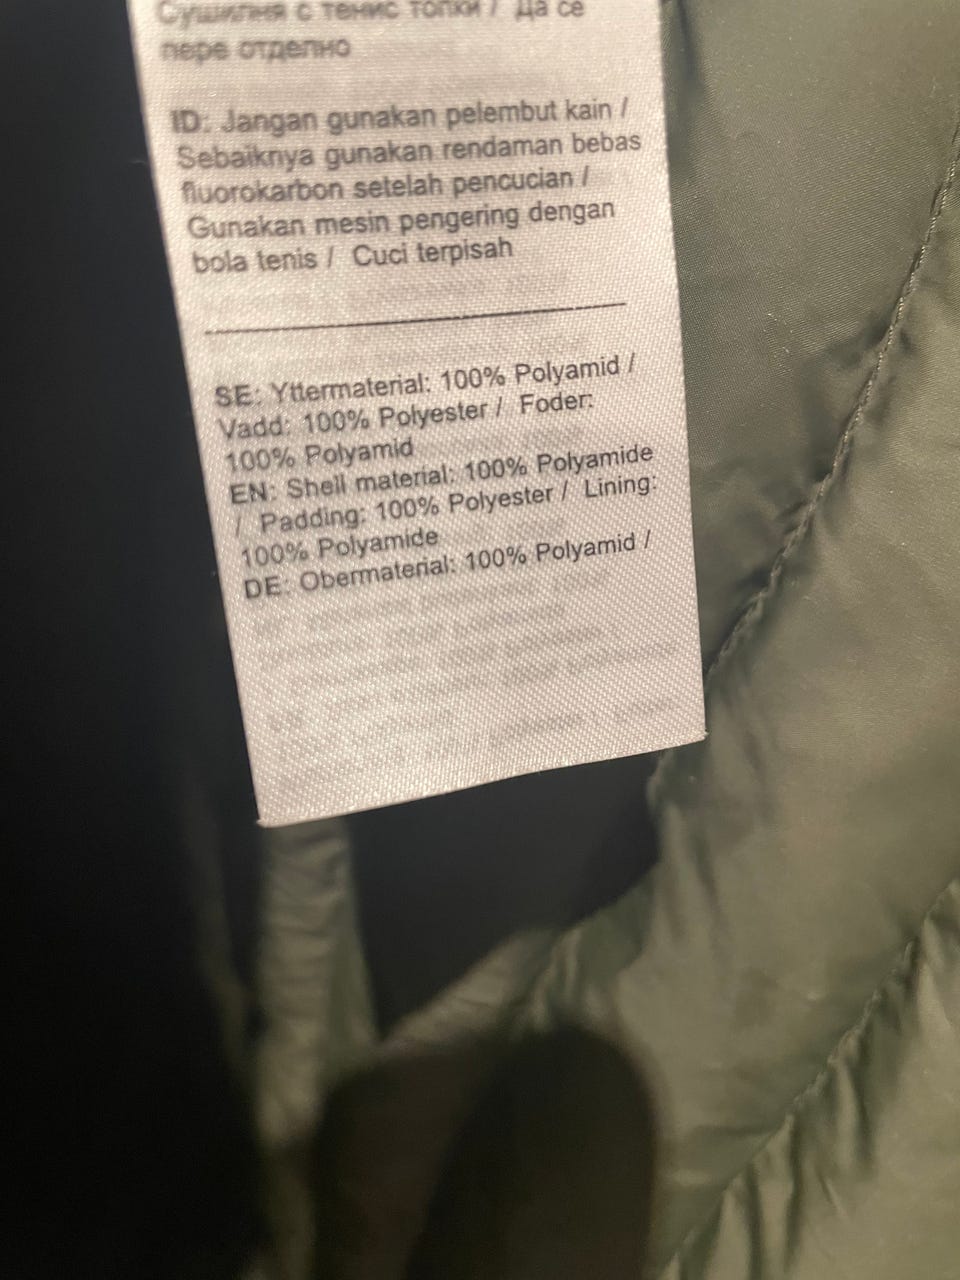 Сушилня с тенис топки / Да се
пере отделно
ID: Jangan gunakan pelembut kain /
Sebaiknya gunakan rendaman bebas
fluorokarbon setelah pencucian /
Gunakan mesin pengering dengan
bola tenis / Cuci terpisah
SE: Yttermaterial: 100% Polyamid /
Vadd: 100% Polyester / Foder:
100% Polyamid
EN: Shell material: 100% Polyamide
/ Padding: 100% Polyester / Lining:
100% Polyamide
DE: Obermaterial: 100% Polyamid /